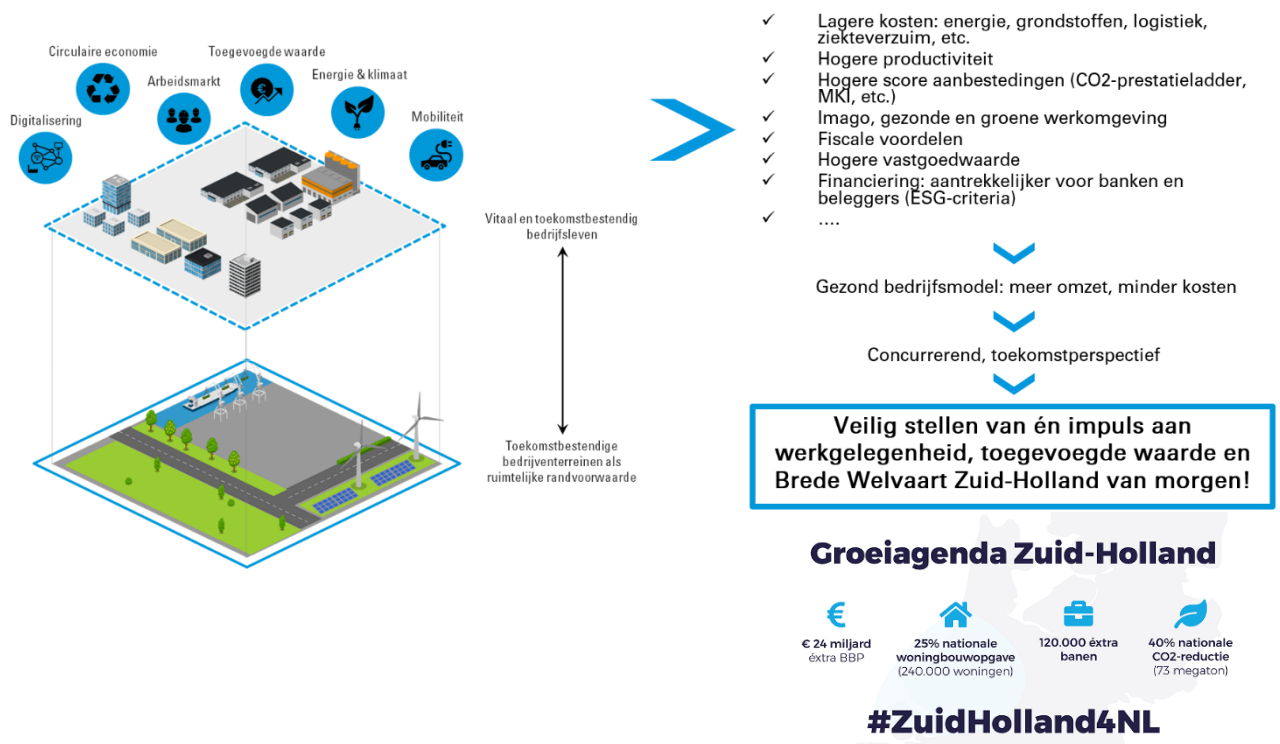 Circulaire economie
Toegevoegde waarde
Arbeidsmarkt
Energie & klimaat
Digitalisering
Mobiliteit
Vitaal en toekomstbestendig
bedrijfsleven
Toekomstbestendige
bedrijventerreinen als
ruimtelijke randvoorwaarde
✓ Lagere kosten: energie, grondstoffen, logistiek,
ziekteverzuim, etc.
✓ Hogere productiviteit
✓ Hogere score aanbestedingen (CO2-prestatieladder,
MKI, etc.)
✓ Imago, gezonde en groene werkomgeving
✓ Fiscale voordelen
✓ Hogere vastgoedwaarde
✓ Financiering: aantrekkelijker voor banken en
beleggers (ESG-criteria)
✓ ....
Gezond bedrijfsmodel: meer omzet, minder kosten
Concurrerend, toekomstperspectief
Veilig stellen van én impuls aan
werkgelegenheid, toegevoegde waarde en
Brede Welvaart Zuid-Holland van morgen!
Groeiagenda Zuid-Holland
€
€ 24 miljard
éxtra BBP
25% nationale
woningbouwopgave
(240.000 woningen)
120.000 éxtra
banen
40% nationale
CO2-reductie
(73 megaton)
#ZuidHolland4NL